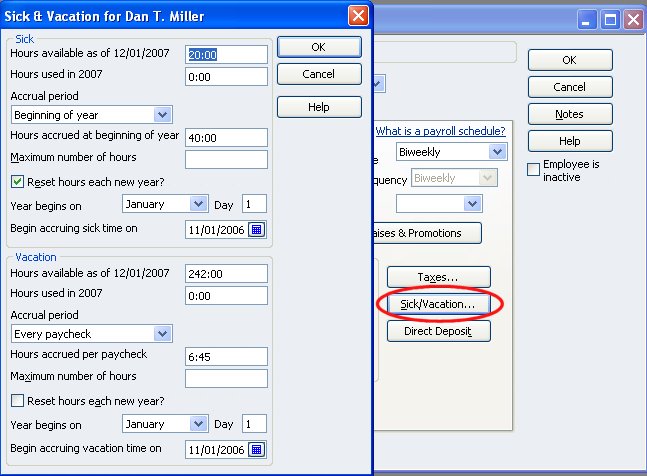 Sick & Vacation for Dan T. Miller
Sick
Hours available as of 12/01/2007 20:00
Hours used in 2007 0:00
Accrual period
Beginning of year
Hours accrued at beginning of year 40:00
Maximum number of hours
Reset hours each new year?
Year begins on January Day 1
Begin accruing sick time on 11/01/2006
Vacation
Hours available as of 12/01/2007 242:00
Hours used in 2007 0:00
Accrual period
Every paycheck
Hours accrued per paycheck 6:45
Maximum number of hours
Reset hours each new year?
Year begins on January Day 1
Begin accruing vacation time on 11/01/2006
OK
Cancel
Help
What is a payroll schedule?
e Biweekly
quency Biweekly
aises & Promotions
Taxes...
Sick/Vacation...
Direct Deposit
OK
Cancel
Notes
Help
Employee is
inactive